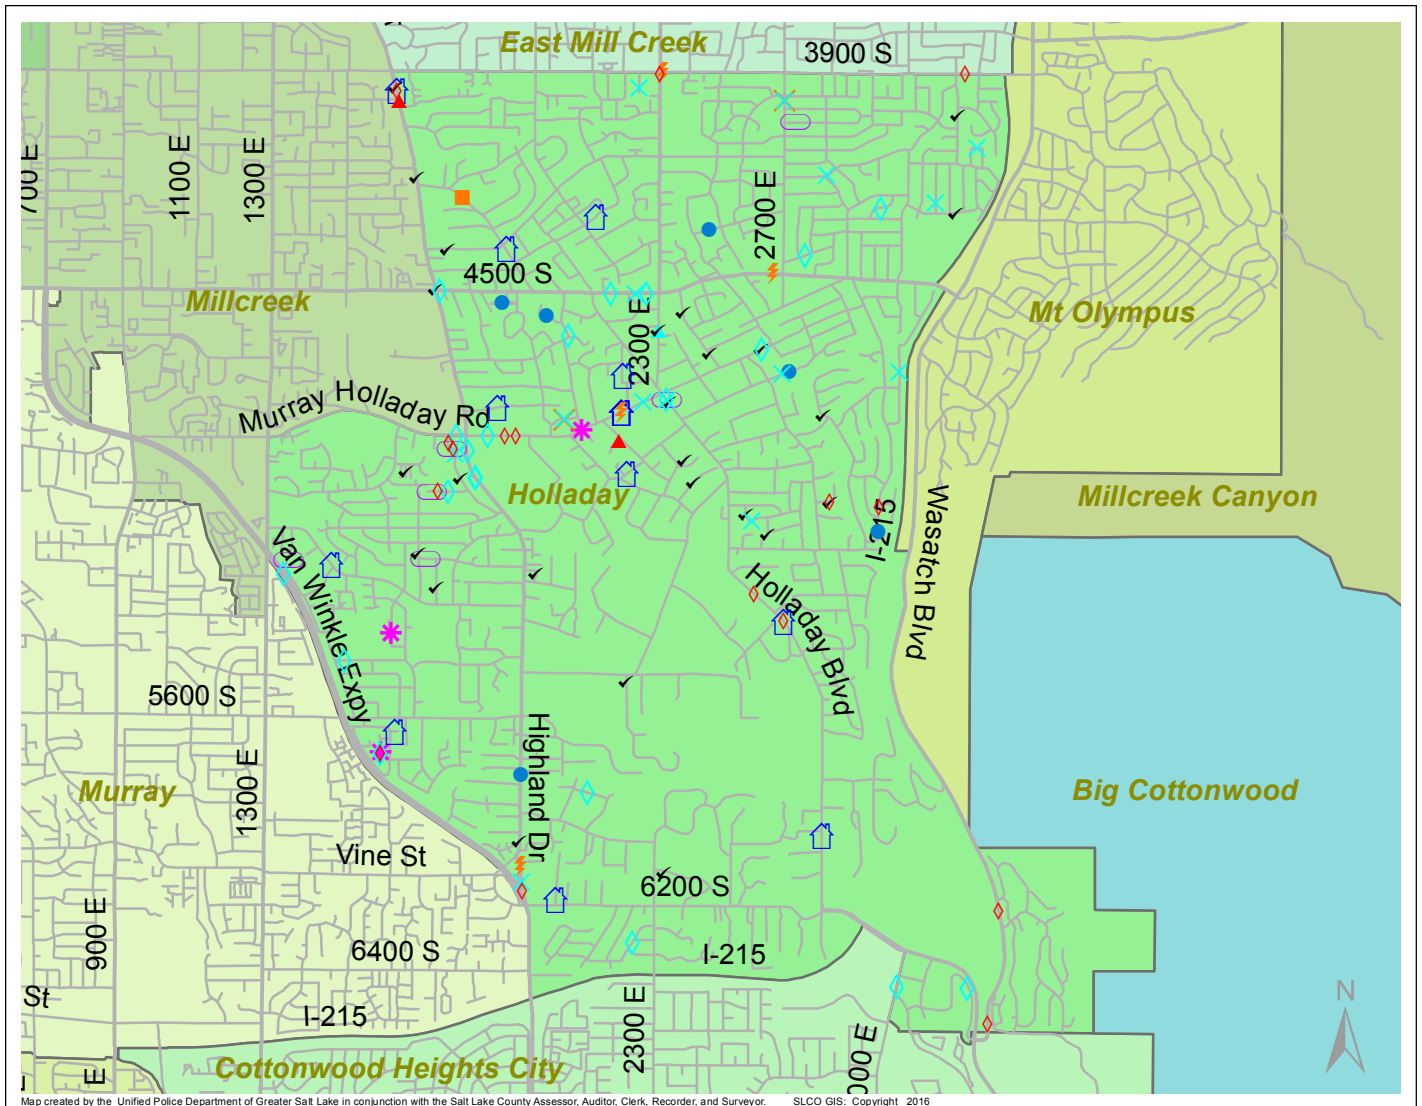 East Mill Creek
3900 S
700 E
1100 E
1300 E
2700 E
4500 S
Millcreek
Mt Olympus
2300 E
Murray Holladay Rd
Holladay
Millcreek Canyon
I-215
Wasatch Blvd
Van Winkle Expy
Holladay Blvd
5600 S
Highland Dr
Murray
1300 E
Big Cottonwood
Vine St
6200 S
900 E
6400 S
I-215
St
I-215
2300 E
N
000 E
Cottonwood Heights City
E
Map created by the Unified Police Department of Greater Salt Lake in conjunction with the Salt Lake County Assessor, Auditor, Clerk, Recorder, and Surveyor. SLCO GIS: Copyright 2016